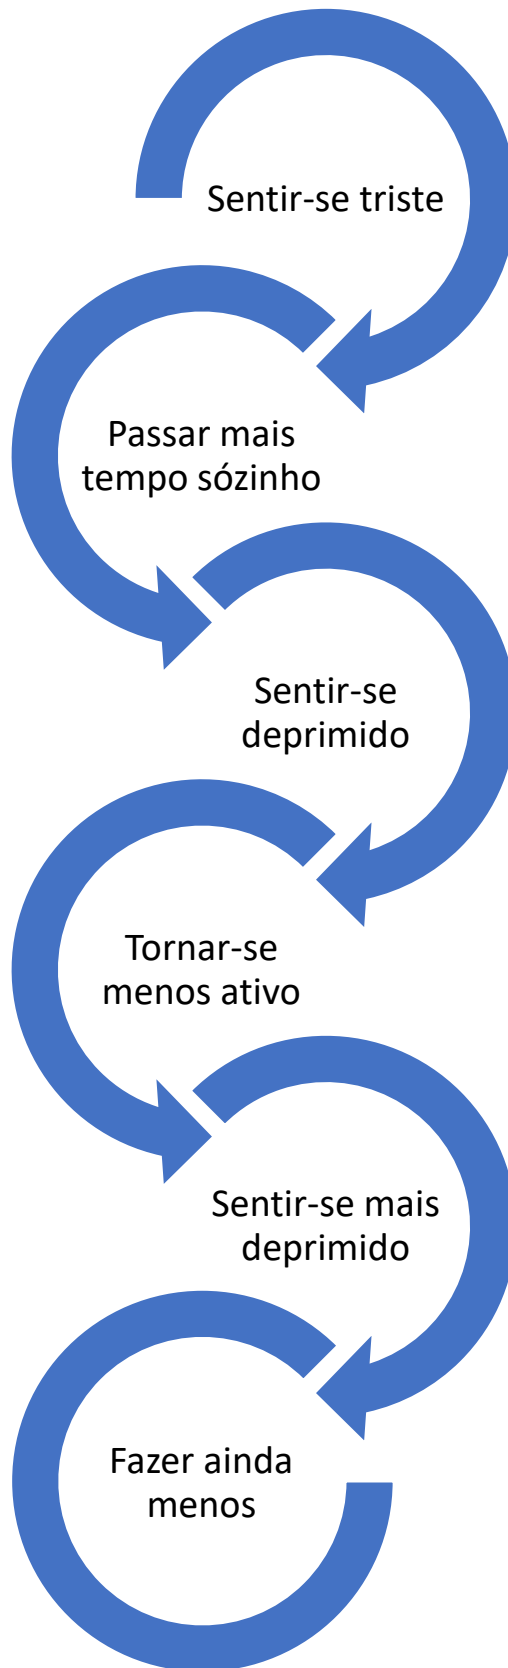 Sentir-se triste
Passar mais
tempo sózinho
Sentir-se
deprimido
Tornar-se
menos ativo
Sentir-se mais
deprimido
Fazer ainda
menos